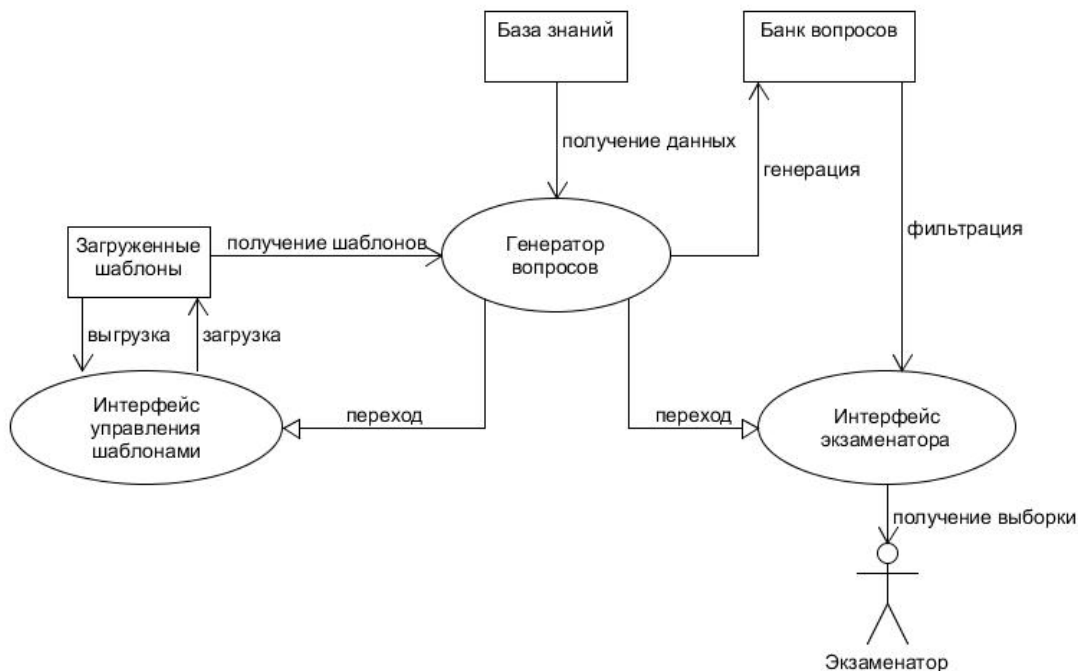 База знаний
Банк вопросов
получение данных
генерация
Загруженные
шаблоны
получение шаблонов
Генератор
вопросов
фильтрация
выгрузка
загрузка
Интерфейс
управления
шаблонами
переход
переход
Интерфейс
экзаменатора
получение выборки
Экзаменатор